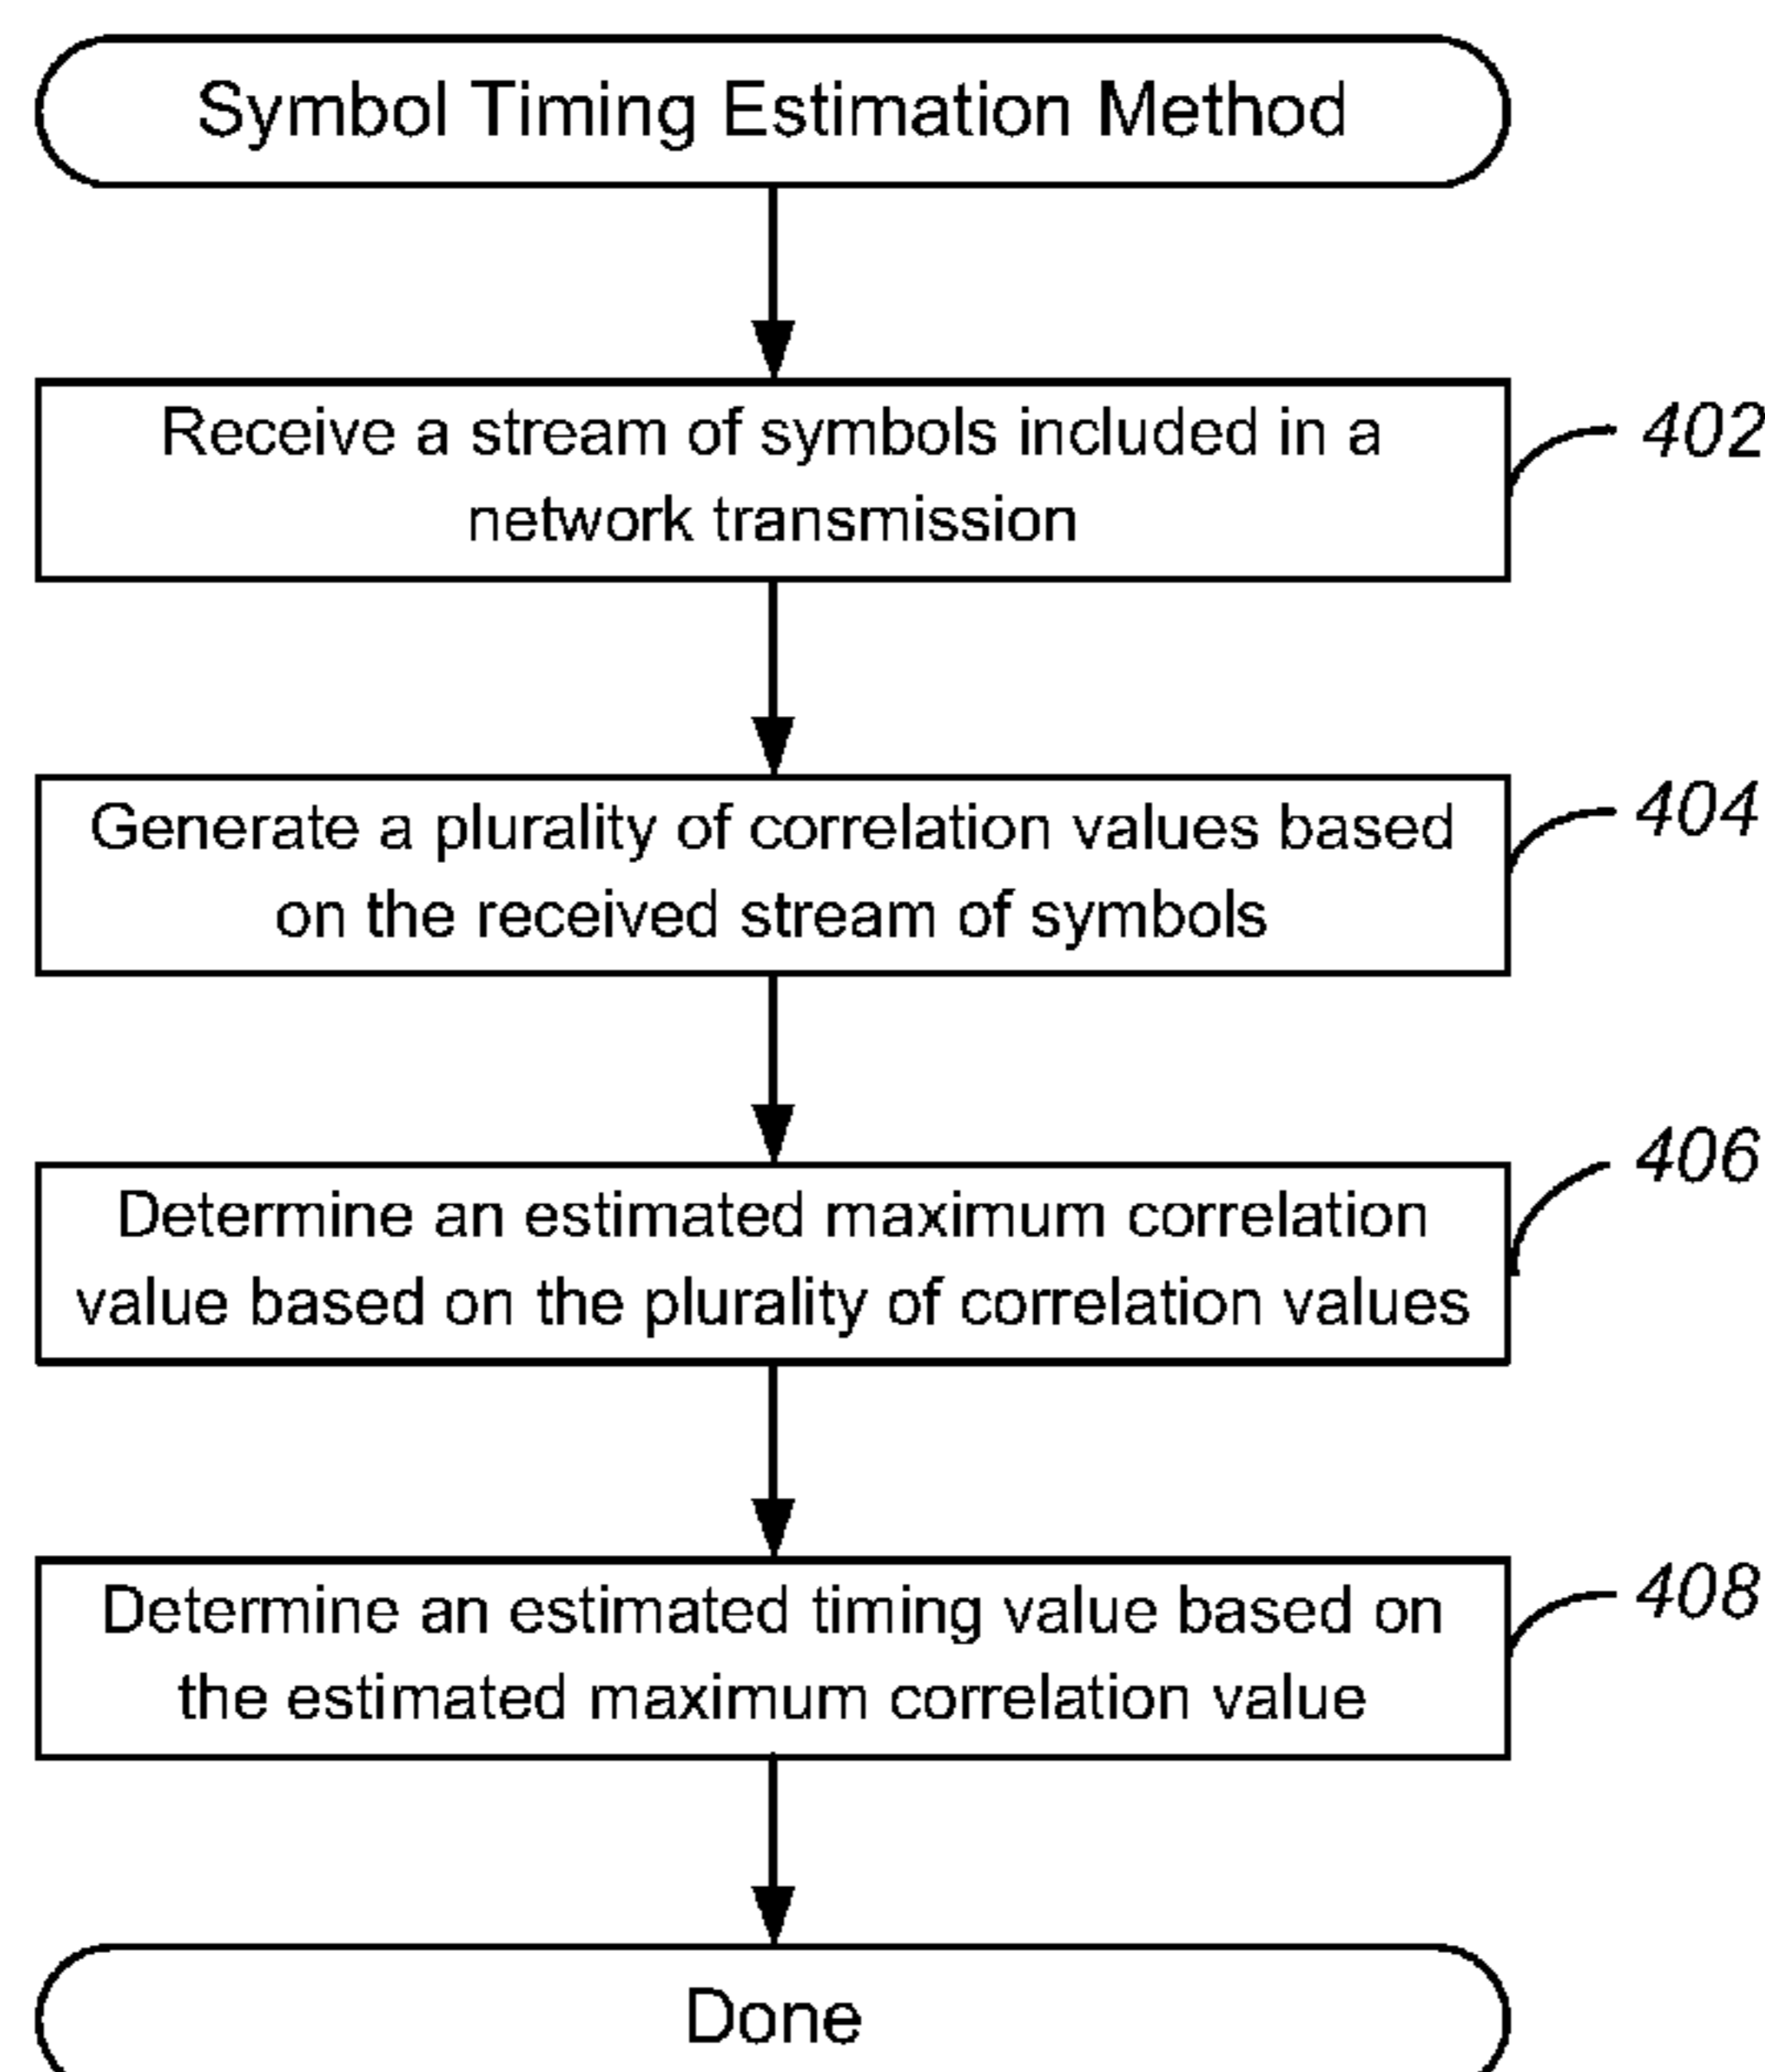 Symbol Timing Estimation Method
Receive a stream of symbols included in a
network transmission
402
Generate a plurality of correlation values based
on the received stream of symbols
404
Determine an estimated maximum correlation
value based on the plurality of correlation values
406
Determine an estimated timing value based on
the estimated maximum correlation value
408
Done